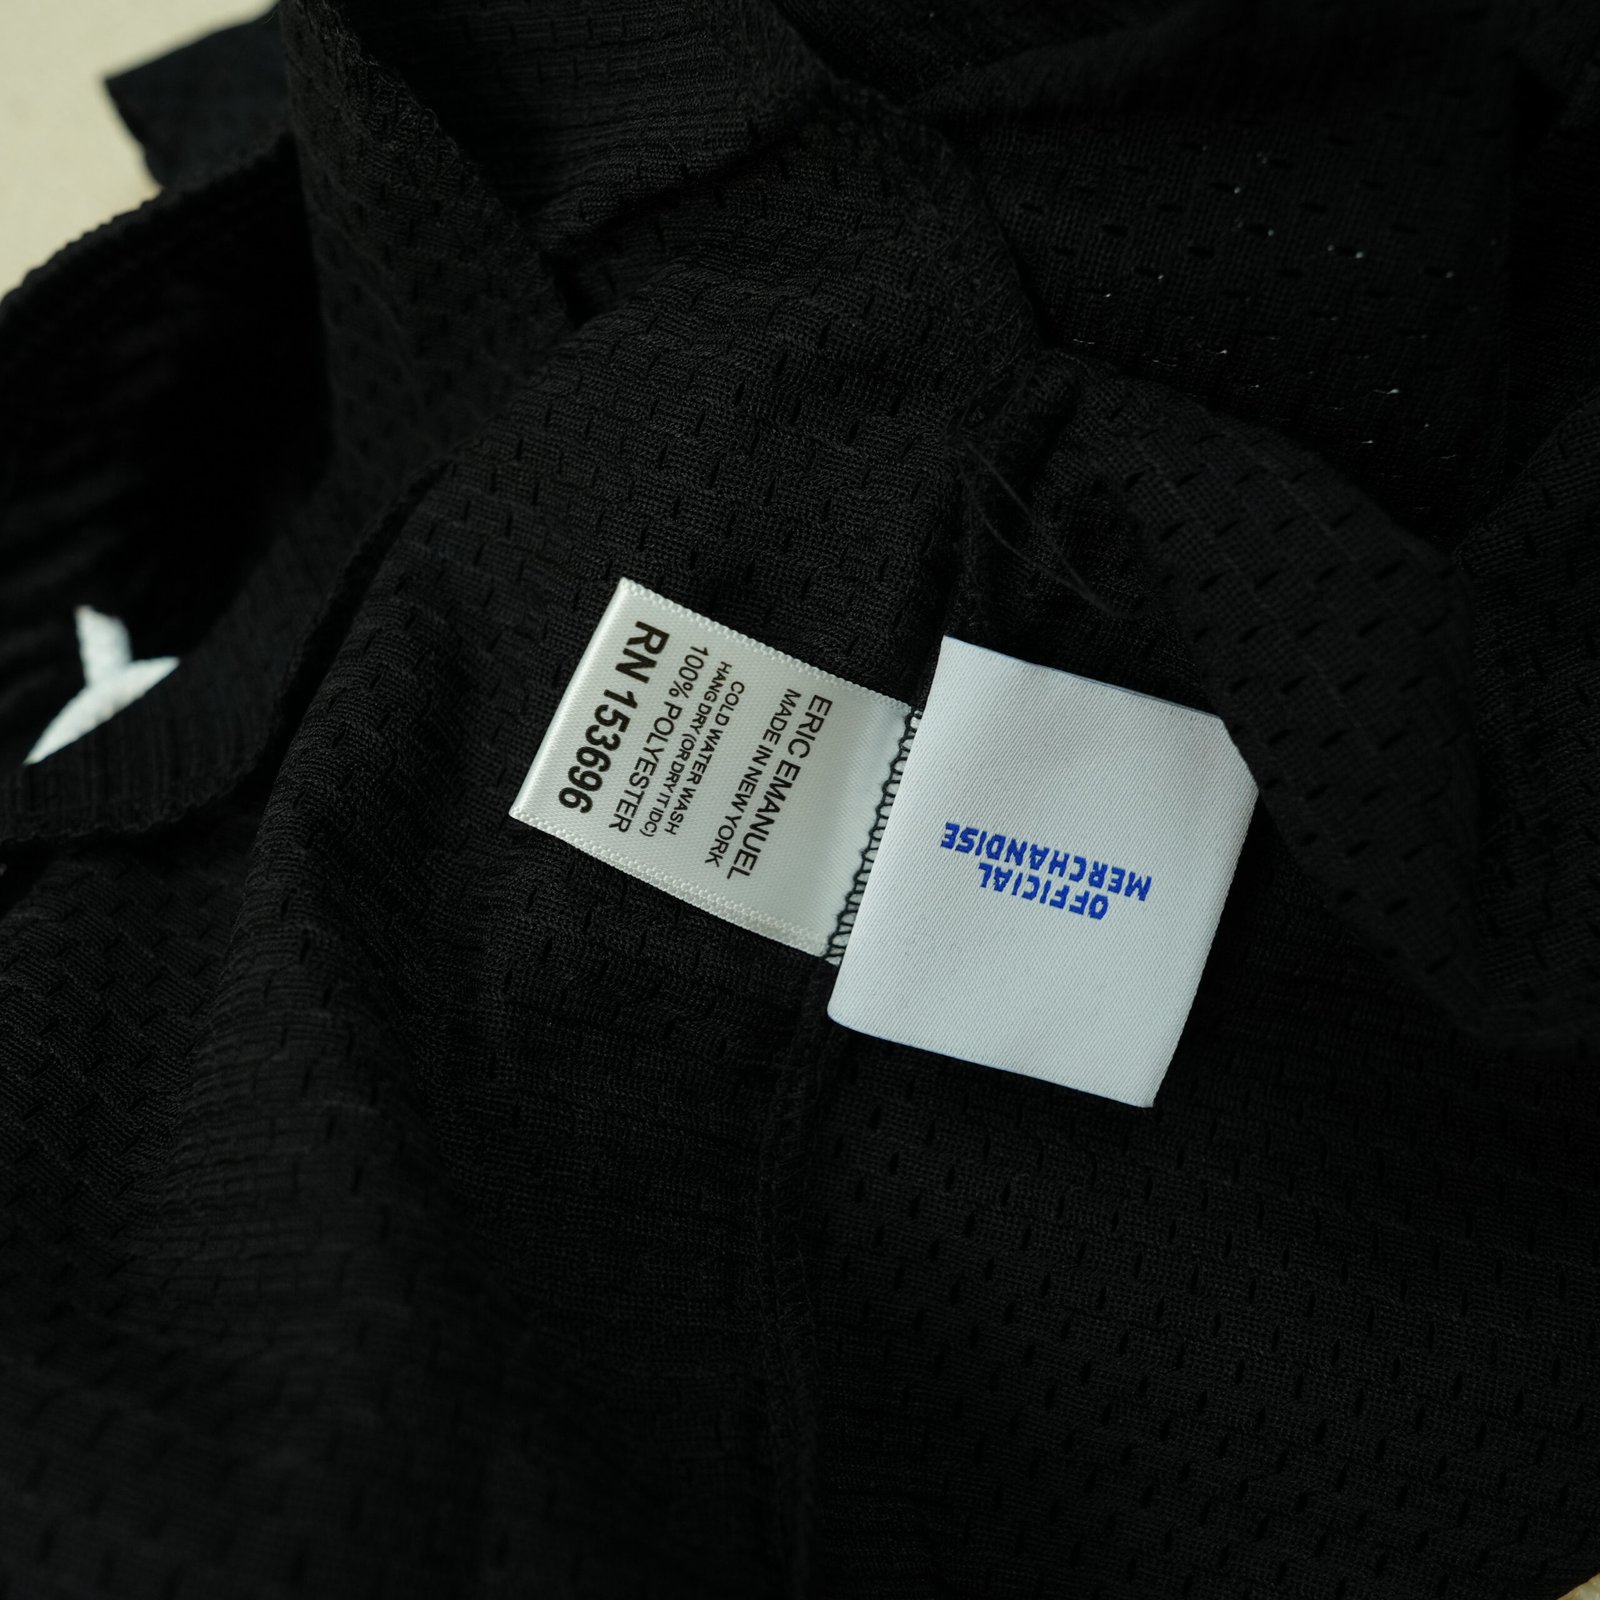 ERIC EMANUEL
MADE IN NEW YORK
COLD WATER WASH
HANG DRY (OR DRY IT IDC)
100% POLYESTER
RN 153696
OFFICIAL
MERCHANDISE